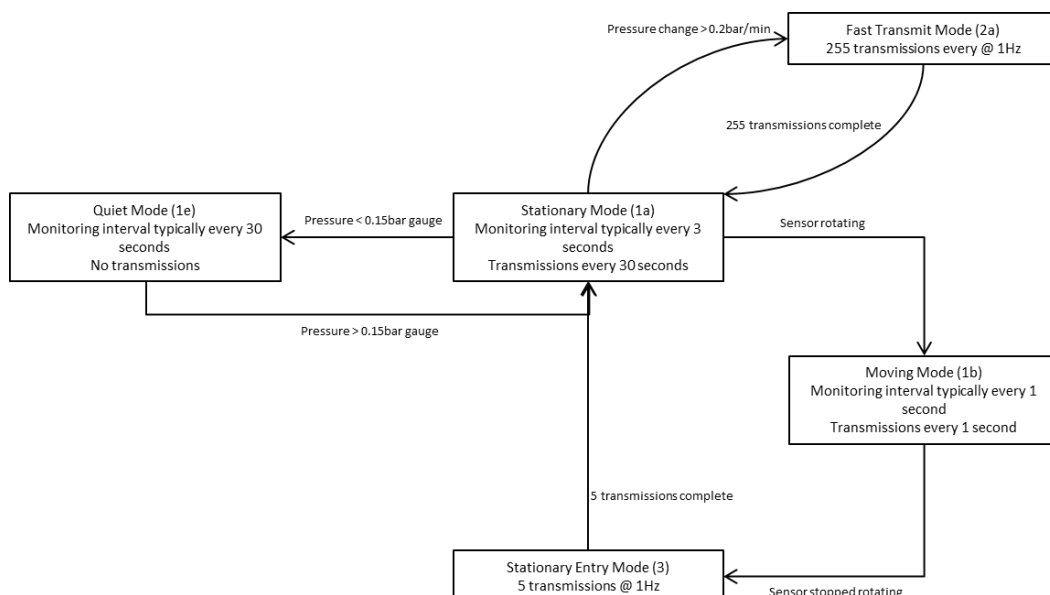 Fast Transmit Mode (2a)
255 transmissions every @ 1Hz
Pressure change > 0.2bar/min
255 transmissions complete
Quiet Mode (1e)
Monitoring interval typically every 30
seconds
No transmissions
Pressure < 0.15bar gauge
Stationary Mode (1a)
Monitoring interval typically every 3
seconds
Transmissions every 30 seconds
Sensor rotating
Pressure > 0.15bar gauge
Moving Mode (1b)
Monitoring interval typically every 1
second
Transmissions every 1 second
5 transmissions complete
Stationary Entry Mode (3)
5 transmissions @ 1Hz
Sensor stopped rotating